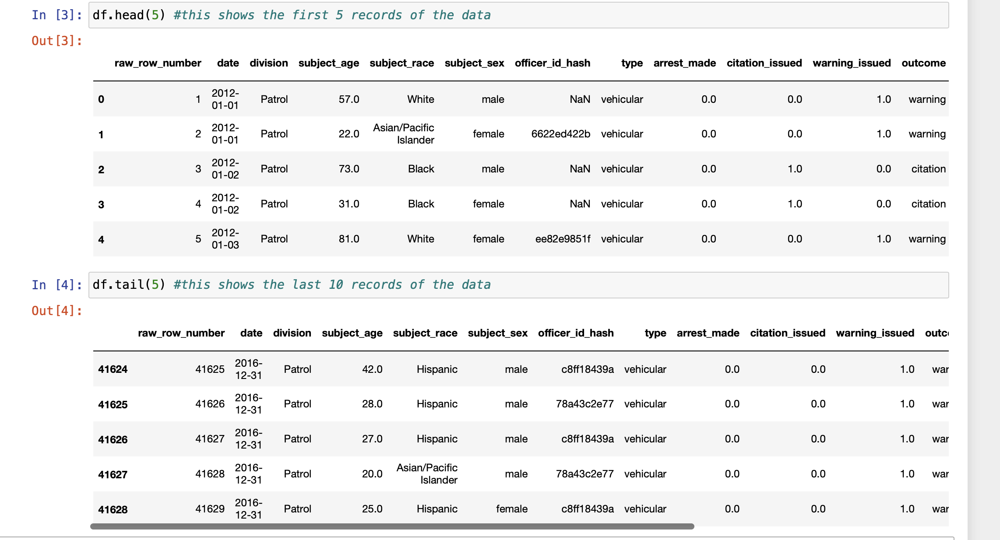 In [3]: df.head(5) #this shows the first 5 records of the data
Out[3]:
raw_row_number date division subject_age subject_race subject_sex officer_id_hash type arrest_made citation_issued warning_issued outcome
0 1 2012-01-01 Patrol 57.0 White male NaN vehicular 0.0 0.0 1.0 warning
1 2 2012-01-01 Patrol 22.0 Asian/Pacific Islander female 6622ed422b vehicular 0.0 0.0 1.0 warning
2 3 2012-01-02 Patrol 73.0 Black male NaN vehicular 0.0 1.0 0.0 citation
3 4 2012-01-02 Patrol 31.0 Black female NaN vehicular 0.0 1.0 0.0 citation
4 5 2012-01-03 Patrol 81.0 White female ee82e9851f vehicular 0.0 0.0 1.0 warning
In [4]: df.tail(5) #this shows the last 10 records of the data
Out[4]:
raw_row_number date division subject_age subject_race subject_sex officer_id_hash type arrest_made citation_issued warning_issued outc
41624 41625 2016-12-31 Patrol 42.0 Hispanic male c8ff18439a vehicular 0.0 0.0 1.0 war
41625 41626 2016-12-31 Patrol 28.0 Hispanic male 78a43c2e77 vehicular 0.0 0.0 1.0 war
41626 41627 2016-12-31 Patrol 27.0 Hispanic male c8ff18439a vehicular 0.0 0.0 1.0 war
41627 41628 2016-12-31 Patrol 20.0 Asian/Pacific Islander male 78a43c2e77 vehicular 0.0 0.0 1.0 war
41628 41629 2016-12-31 Patrol 25.0 Hispanic female c8ff18439a vehicular 0.0 0.0 1.0 war